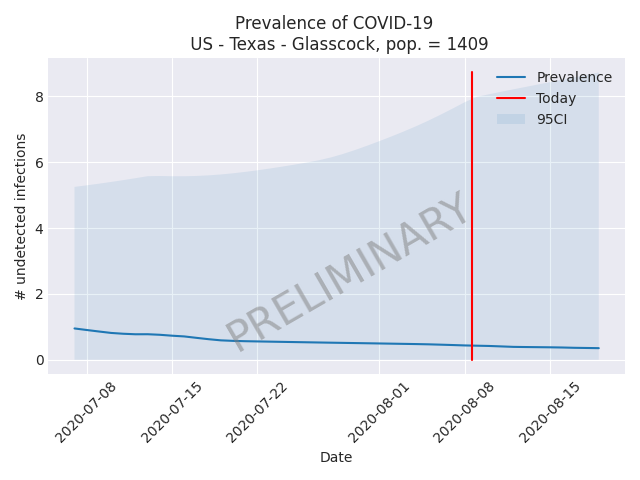 Prevalence of COVID-19
US - Texas - Glasscock, pop. = 1409
Prevalence
Today
95CI
# undetected infections
8
6
4
2
0
PRELIMINARY
2020-07-08
2020-07-15
2020-07-22
2020-08-01
2020-08-08
2020-08-15
Date